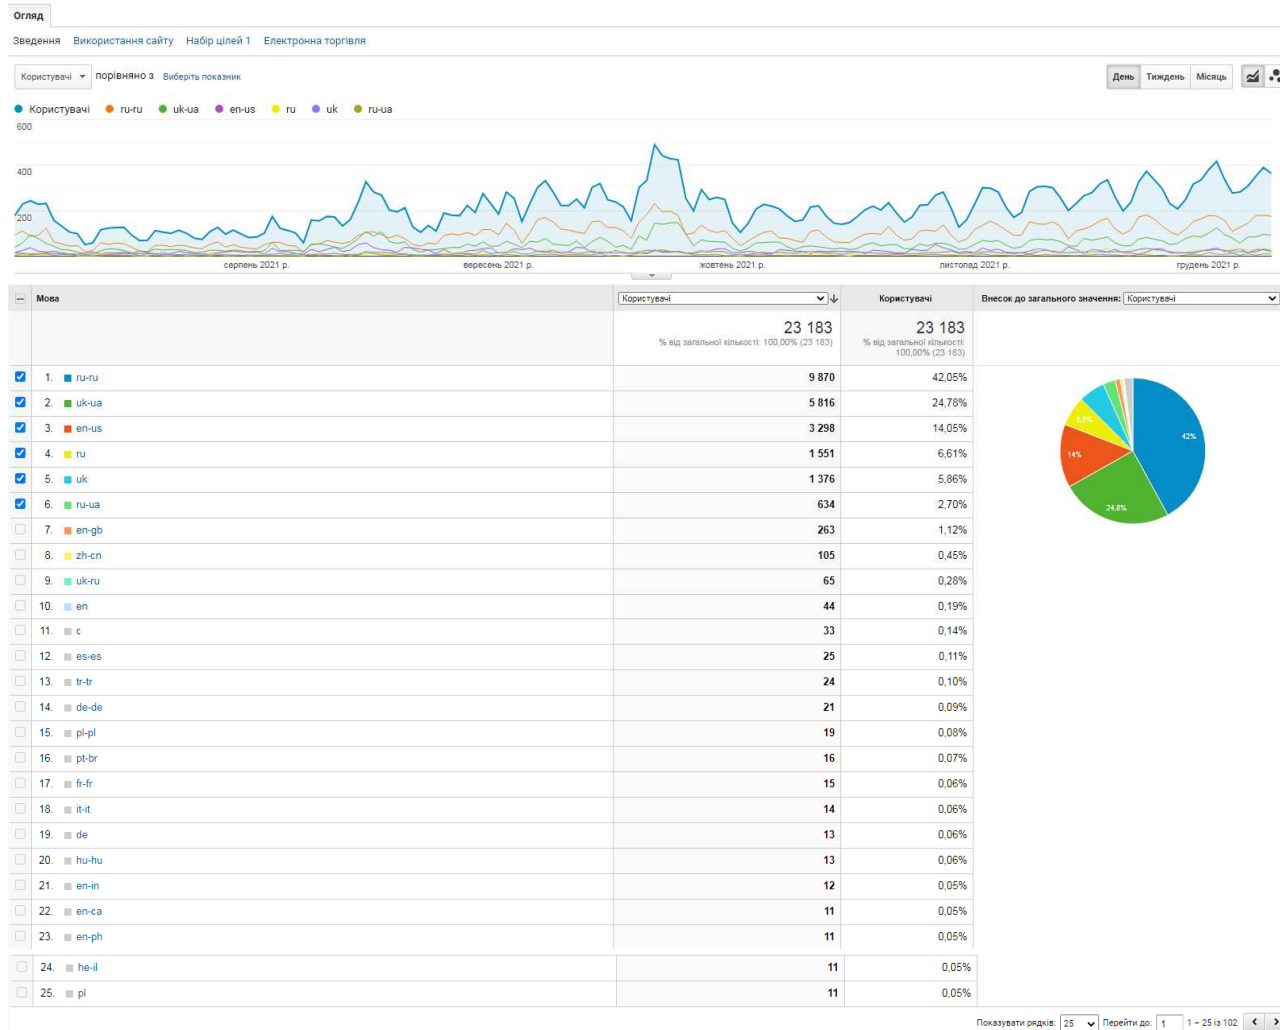 Огляд
Зведення Використання сайту Набір цілей 1 Електронна торгівля
Користувачі порівняно з Виберіть показник День Тиждень Місяць
Користувачі ru-ru uk-ua en-us ru uk ru-ua
600
400
200
серпень 2021 р. вересень 2021 р. жовтень 2021 р. листопад 2021 р. грудень 2021 р.
Мова Користувачі Користувачі Внесок до загального значення: Користувачі
23 183 23 183
% від загальної кількості: 100,00% (23 183) % від загальної кількості: 100,00% (23 183)
1. ru-ru 9 870 42,05%
2. uk-ua 5 816 24,78%
3. en-us 3 298 14,05%
4. ru 1 551 6,61%
5. uk 1 376 5,86%
6. ru-ua 634 2,70%
7. en-gb 263 1,12%
8. zh-cn 105 0,45%
9. uk-ru 65 0,28%
10. en 44 0,19%
11. c 33 0,14%
12. es-es 25 0,11%
13. tr-tr 24 0,10%
14. de-de 21 0,09%
15. pl-pl 19 0,08%
16. pt-br 16 0,07%
17. fr-fr 15 0,06%
18. it-it 14 0,06%
19. de 13 0,06%
20. hu-hu 13 0,06%
21. en-in 12 0,05%
22. en-ca 11 0,05%
23. en-ph 11 0,05%
24. he-il 11 0,05%
25. pl 11 0,05%
42%
14%
24,8%
Показувати рядків: 25 Перейти до: 1 1 – 25 із 102